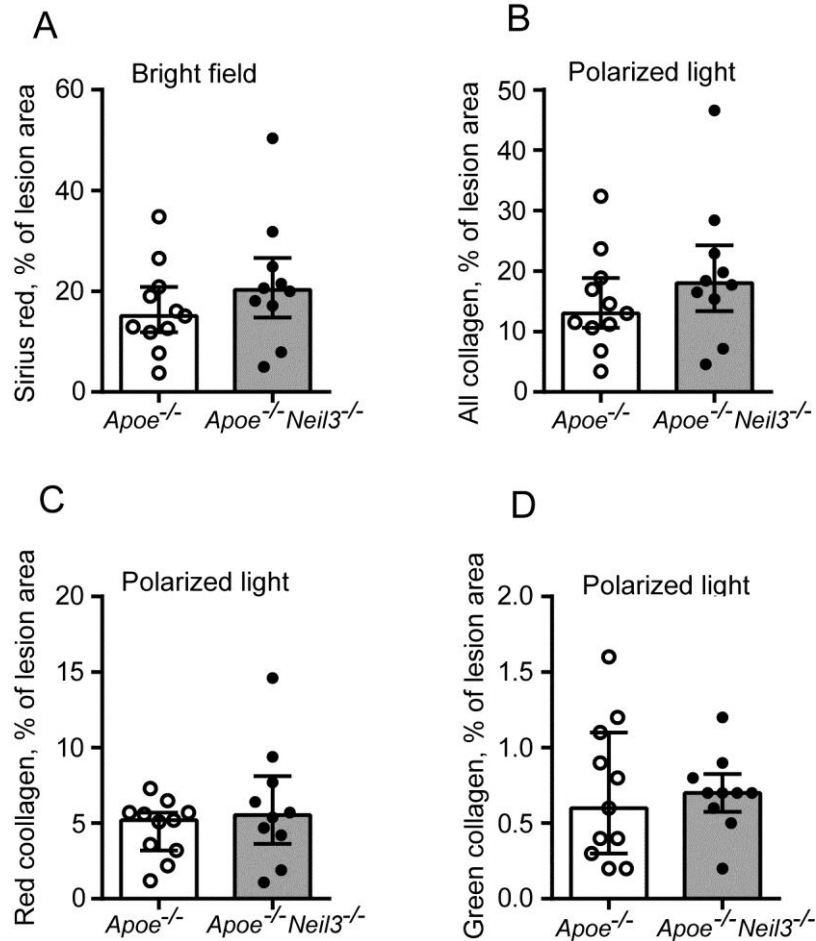 A
Bright field
Sirius red, % of lesion area
60
40
20
0
Apoe-/-
Apoe-/-Neil3-/-
B
Polarized light
All collagen, % of lesion area
50
40
30
20
10
0
Apoe-/-
Apoe-/-Neil3-/-
C
Polarized light
Red coollagen, % of lesion area
20
15
10
5
0
Apoe-/-
Apoe-/-Neil3-/-
D
Polarized light
Green collagen, % of lesion area
2.0
1.5
1.0
0.5
0.0
Apoe-/-
Apoe-/-Neil3-/-